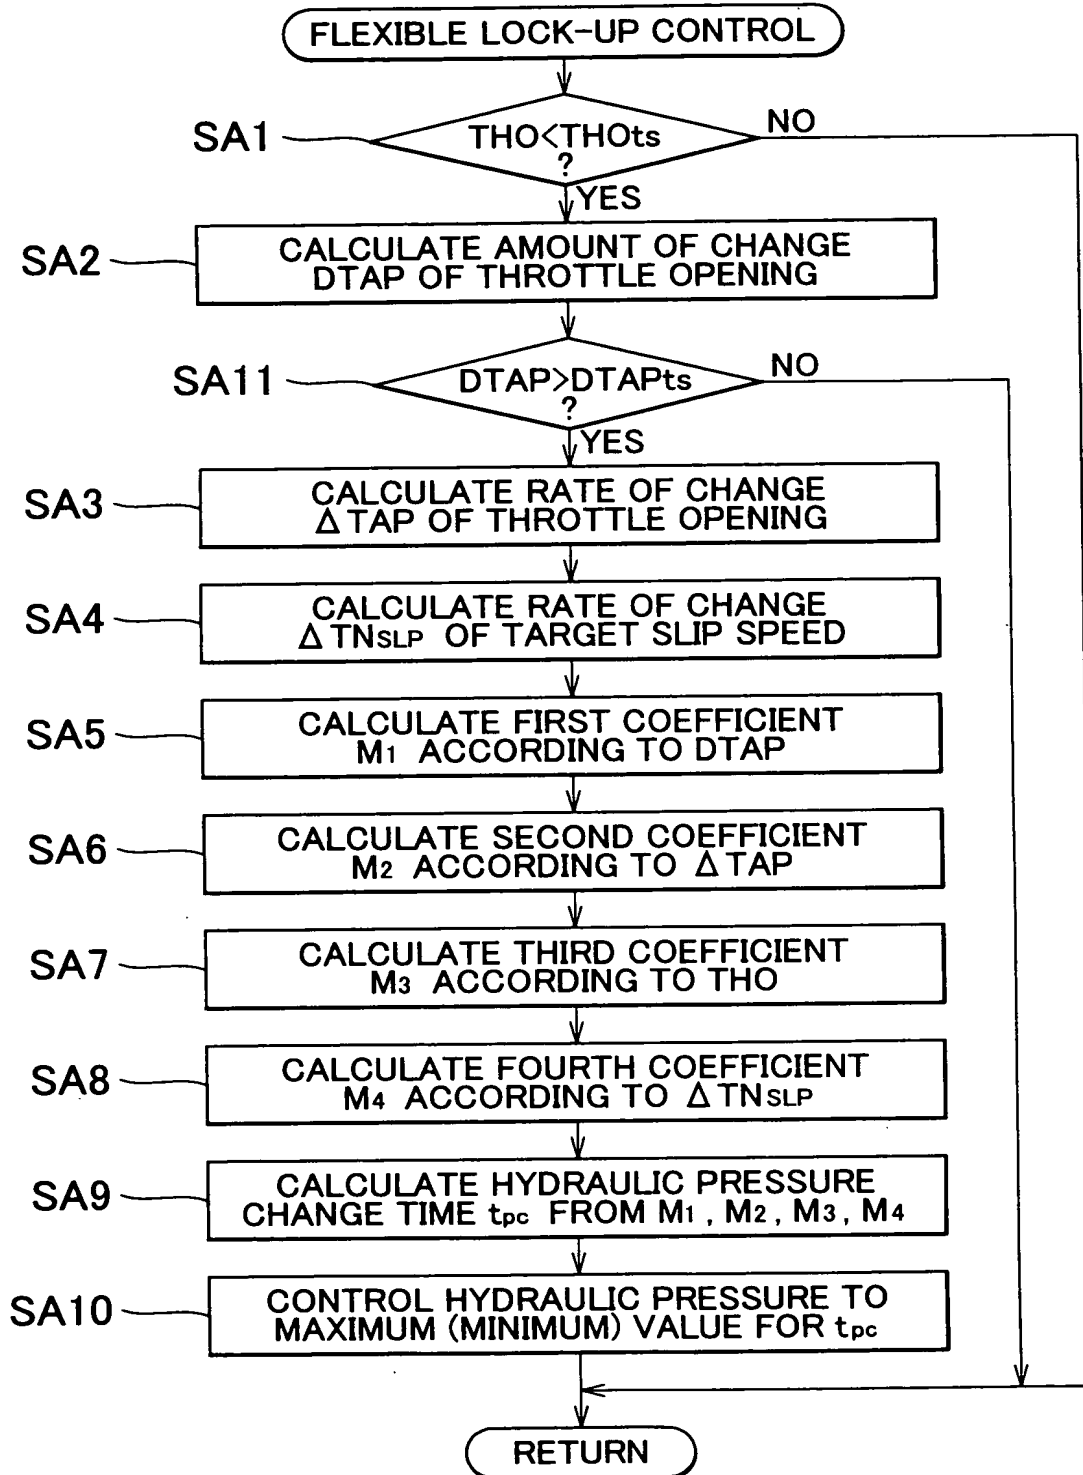 FLEXIBLE LOCK-UP CONTROL
SA1
THO<THOts
?
NO
YES
SA2
CALCULATE AMOUNT OF CHANGE
DTAP OF THROTTLE OPENING
SA11
DTAP>DTAPts
?
NO
YES
SA3
CALCULATE RATE OF CHANGE
ΔTAP OF THROTTLE OPENING
SA4
CALCULATE RATE OF CHANGE
ΔTNSLP OF TARGET SLIP SPEED
SA5
CALCULATE FIRST COEFFICIENT
M1 ACCORDING TO DTAP
SA6
CALCULATE SECOND COEFFICIENT
M2 ACCORDING TO ΔTAP
SA7
CALCULATE THIRD COEFFICIENT
M3 ACCORDING TO THO
SA8
CALCULATE FOURTH COEFFICIENT
M4 ACCORDING TO ΔTNSLP
SA9
CALCULATE HYDRAULIC PRESSURE
CHANGE TIME tpc FROM M1, M2, M3, M4
SA10
CONTROL HYDRAULIC PRESSURE TO
MAXIMUM (MINIMUM) VALUE FOR tpc
RETURN